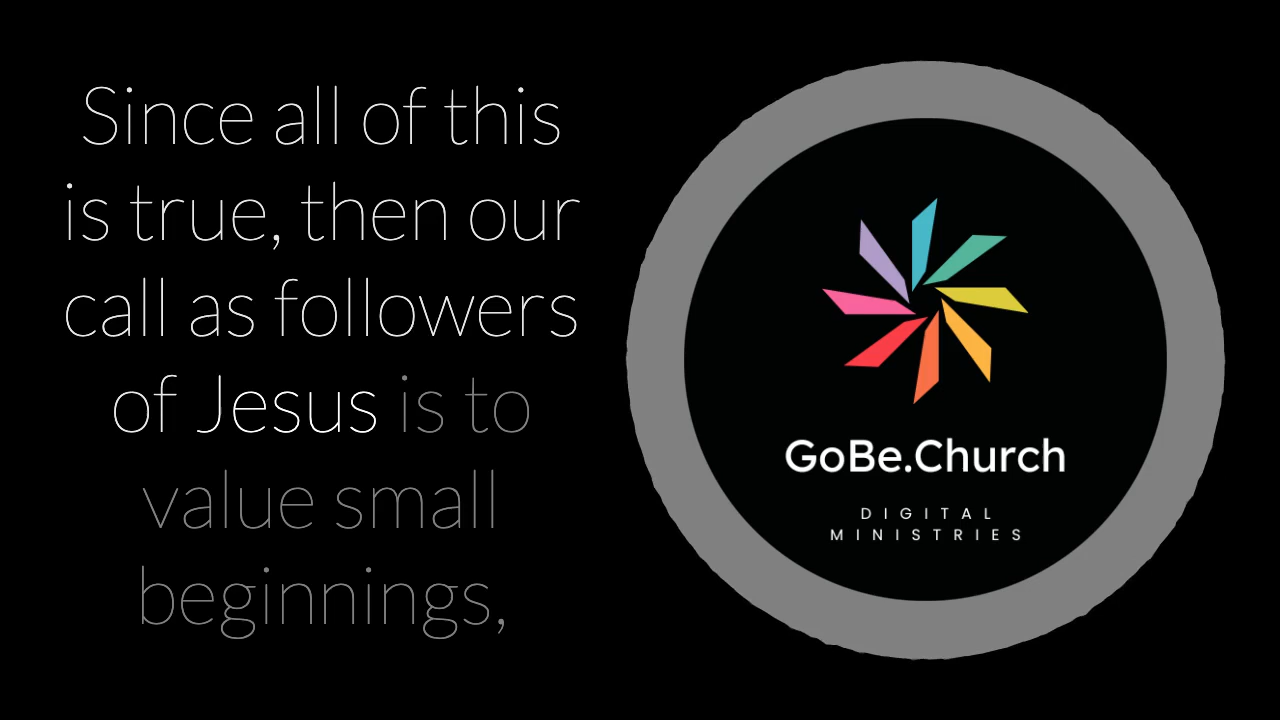 Since all of this
is true, then our
call as followers
of Jesus is to
value small
beginnings,
GoBe.Church
DIGITAL
MINISTRIES